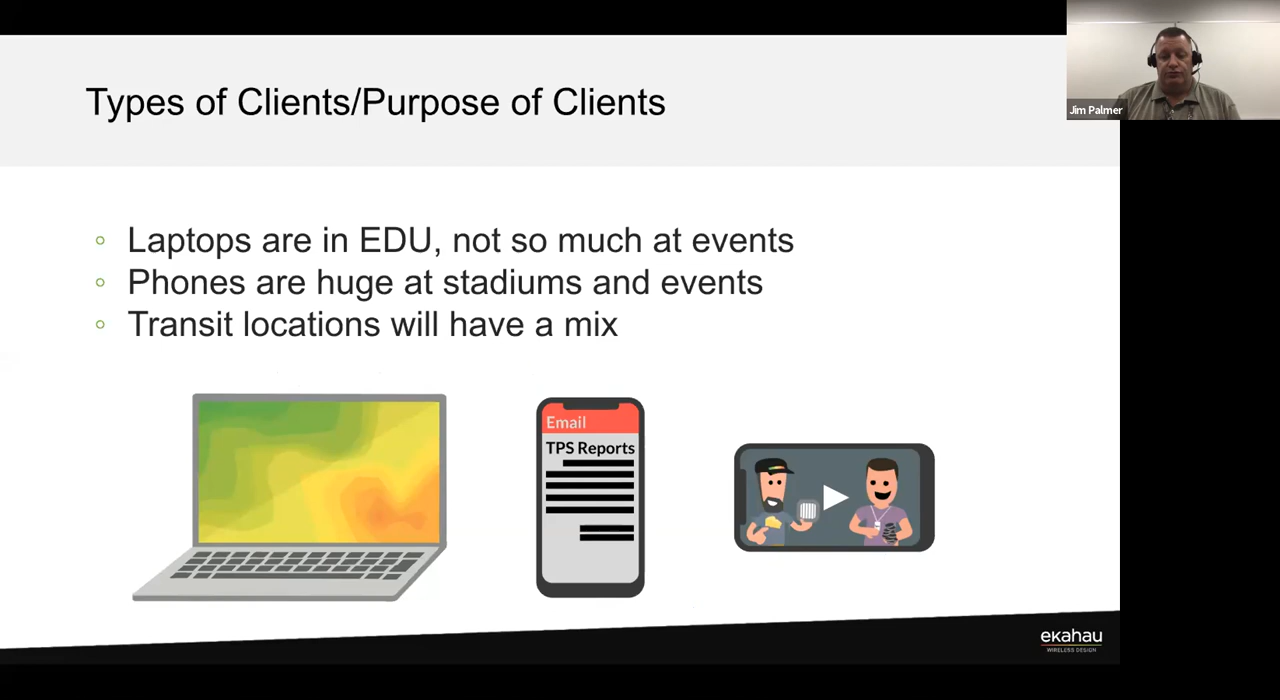 Types of Clients/Purpose of Clients
Jim Palmer
Laptops are in EDU, not so much at events
Phones are huge at stadiums and events
Transit locations will have a mix
Email
TPS Reports
ekahau
WIRELESS DESIGN